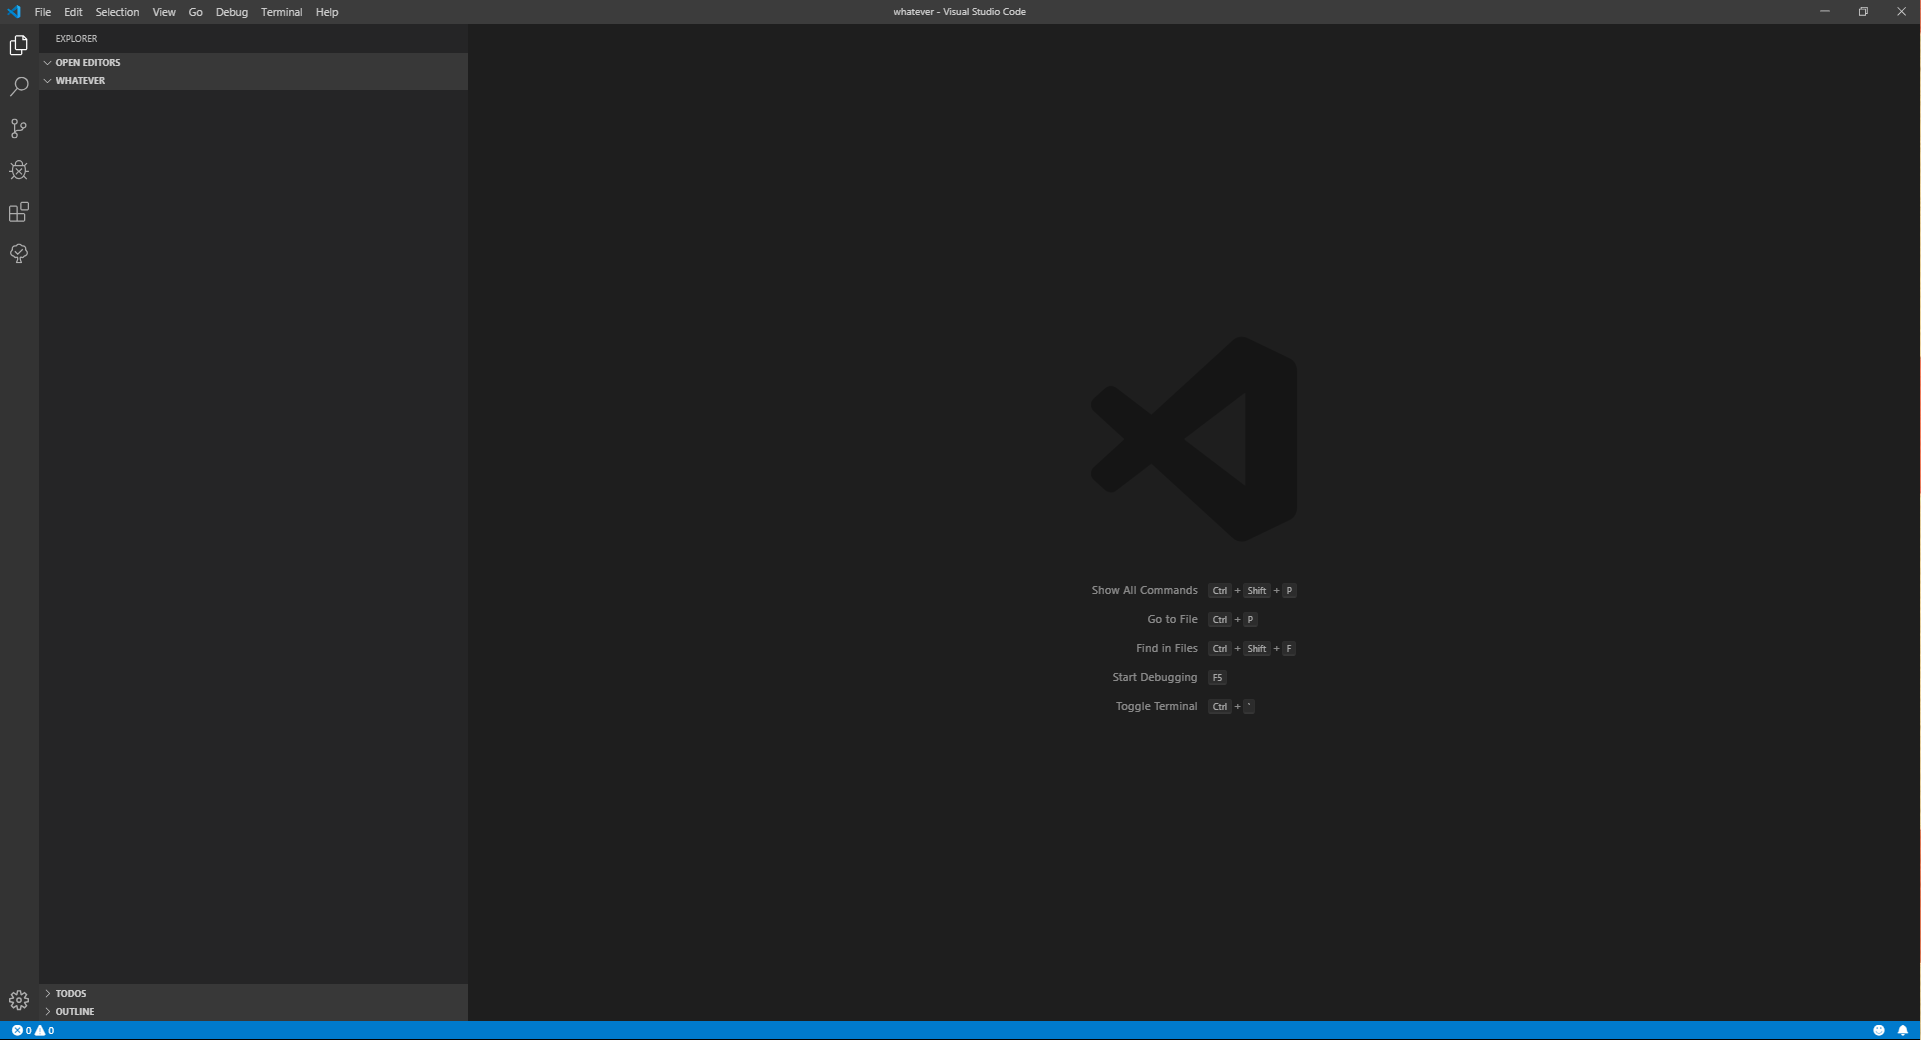 File Edit Selection View Go Debug Terminal Help
whatever - Visual Studio Code
EXPLORER
OPEN EDITORS
WHATEVER
Show All Commands Ctrl + Shift + P
Go to File Ctrl + P
Find in Files Ctrl + Shift + F
Start Debugging F5
Toggle Terminal Ctrl + `
TODOS
OUTLINE
0 0